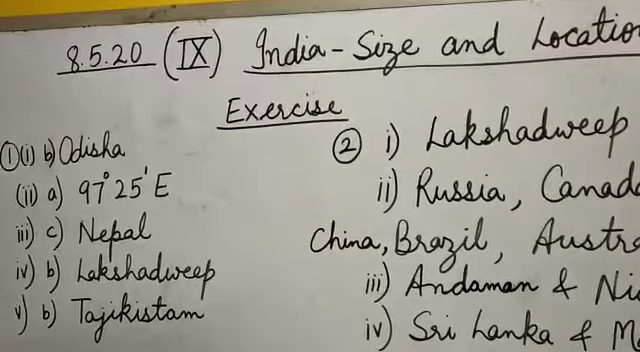 8.5.20 (IX) India - Size and Locatio
Exercise
① (i) b) Odisha
(ii) a) 97° 25' E
iii) c) Nepal
iv) b) Lakshadweep
v) b) Tajikistam
② i) Lakshadweep
ii) Russia, Canad
China, Brazil, Austr
iii) Andaman & Ni
iv) Sri Lanka & M